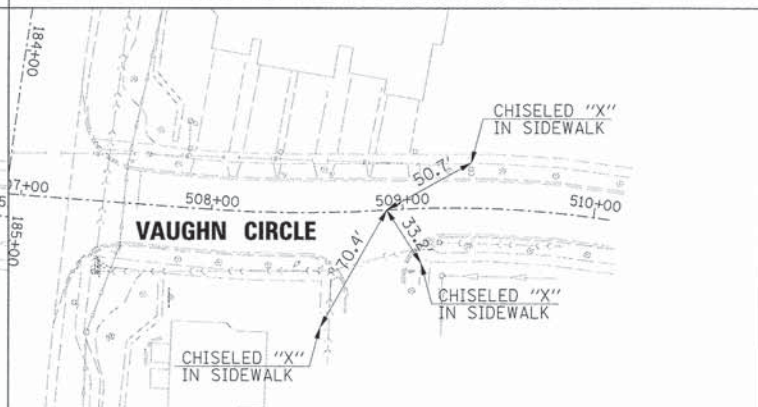 184+00
CHISELED "X"
IN SIDEWALK
50.7'
7+00
508+00
509+00
510+00
185+00
VAUGHN CIRCLE
70.4'
33.2'
CHISELED "X"
IN SIDEWALK
CHISELED "X"
IN SIDEWALK